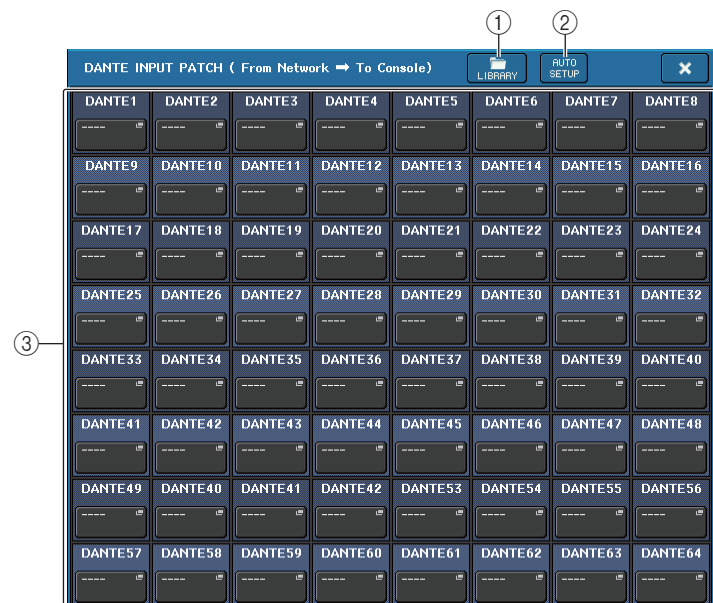 1 2
DANTE INPUT PATCH ( From Network ➡ To Console) LIBRARY AUTO SETUP ×
DANTE1 DANTE2 DANTE3 DANTE4 DANTE5 DANTE6 DANTE7 DANTE8
---- ---- ---- ---- ---- ---- ---- ----
DANTE9 DANTE10 DANTE11 DANTE12 DANTE13 DANTE14 DANTE15 DANTE16
---- ---- ---- ---- ---- ---- ---- ----
DANTE17 DANTE18 DANTE19 DANTE20 DANTE21 DANTE22 DANTE23 DANTE24
---- ---- ---- ---- ---- ---- ---- ----
DANTE25 DANTE26 DANTE27 DANTE28 DANTE29 DANTE30 DANTE31 DANTE32
---- ---- ---- ---- ---- ---- ---- ----
3
DANTE33 DANTE34 DANTE35 DANTE36 DANTE37 DANTE38 DANTE39 DANTE40
---- ---- ---- ---- ---- ---- ---- ----
DANTE41 DANTE42 DANTE43 DANTE44 DANTE45 DANTE46 DANTE47 DANTE48
---- ---- ---- ---- ---- ---- ---- ----
DANTE49 DANTE40 DANTE41 DANTE42 DANTE53 DANTE54 DANTE55 DANTE56
---- ---- ---- ---- ---- ---- ---- ----
DANTE57 DANTE58 DANTE59 DANTE60 DANTE61 DANTE62 DANTE63 DANTE64
---- ---- ---- ---- ---- ---- ---- ----